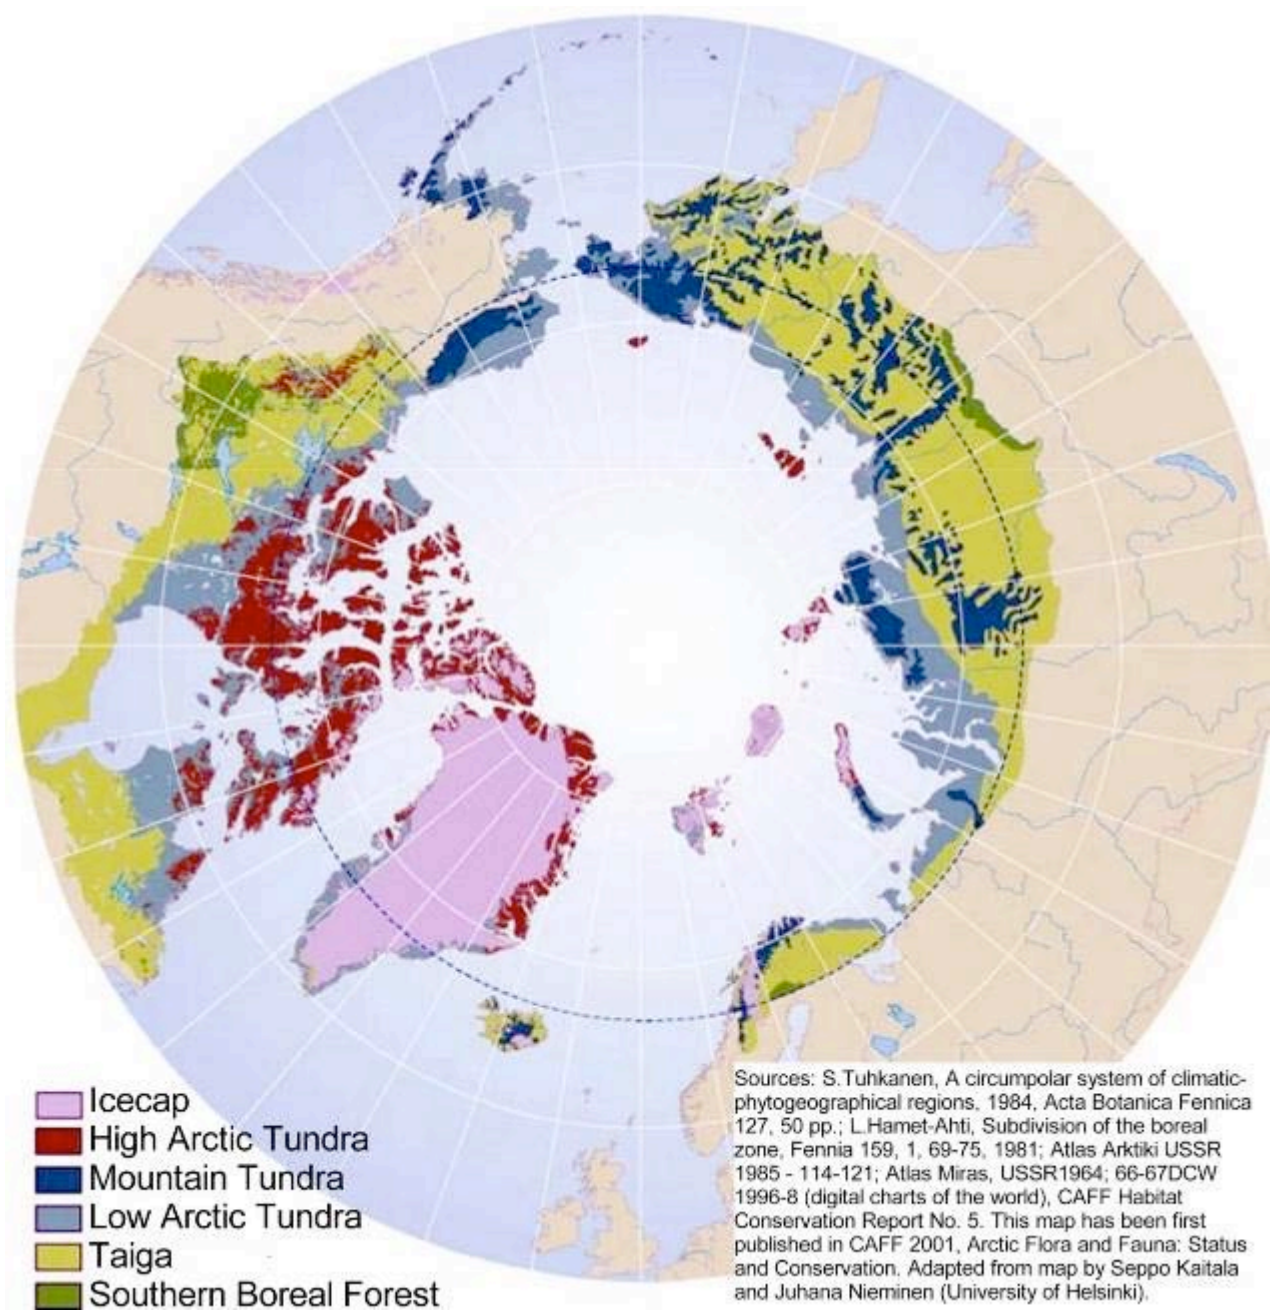 Icecap
High Arctic Tundra
Mountain Tundra
Low Arctic Tundra
Taiga
Southern Boreal Forest
Sources: S.Tuhkanen, A circumpolar system of climatic-
phytogeographical regions, 1984, Acta Botanica Fennica
127, 50 pp.; L.Hamet-Ahti, Subdivision of the boreal
zone, Fennia 159, 1, 69-75, 1981; Atlas Arktiki USSR
1985 - 114-121; Atlas Miras, USSR1964; 66-67DCW
1996-8 (digital charts of the world), CAFF Habitat
Conservation Report No. 5. This map has been first
published in CAFF 2001, Arctic Flora and Fauna: Status
and Conservation. Adapted from map by Seppo Kaitala
and Juhana Nieminen (University of Helsinki).